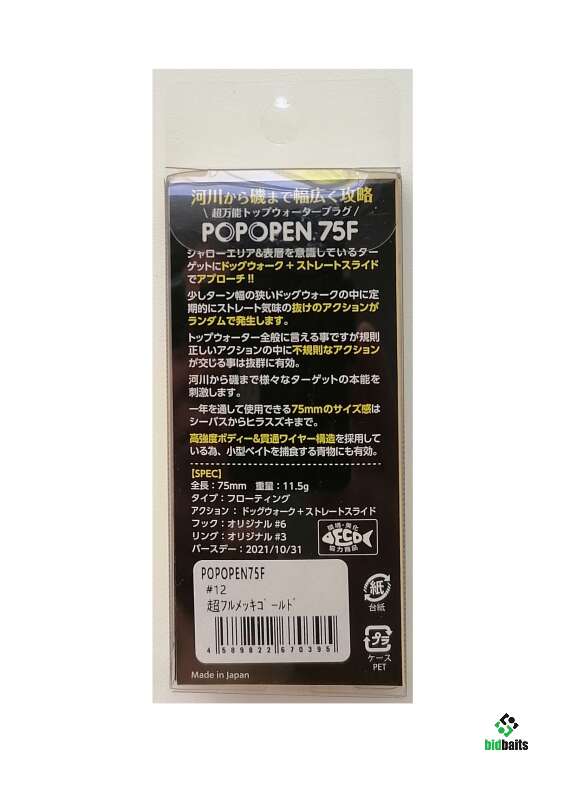 河川から磯まで幅広く攻略
\ 超万能トップウォータープラグ /
POPOPEN 75F
シャローエリア&表層を意識しているター
ゲットにドッグウォーク+ストレートスライド
でアプローチ!!
少しターン幅の狭いドッグウォークの中に定
期的にストレート気味の抜けのアクションが
ランダムで発生します。
トップウォーター全般に言える事ですが規則
正しいアクションの中に不規則なアクション
が交じる事は抜群に有効。
河川から磯まで様々なターゲットの本能を
刺激します。
一年を通して使用できる75mmのサイズ感は
シーバスからヒラスズキまで。
高強度ボディー&貫通ワイヤー構造を採用して
いる為、小型ベイトを捕食する青物にも有効。
[SPEC]
全長:75mm 重量:11.5g
タイプ:フローティング
アクション:ドッグウォーク+ストレートスライド
フック:オリジナル #6
リング:オリジナル #3
バースデー:2021/10/31
環境・美化
ECO
協力商品
POPOPEN75F
#12
超フルメッキゴールド
4 589822 670395
Made in Japan
紙
台紙
プラ
ケース
PET
bidbaits